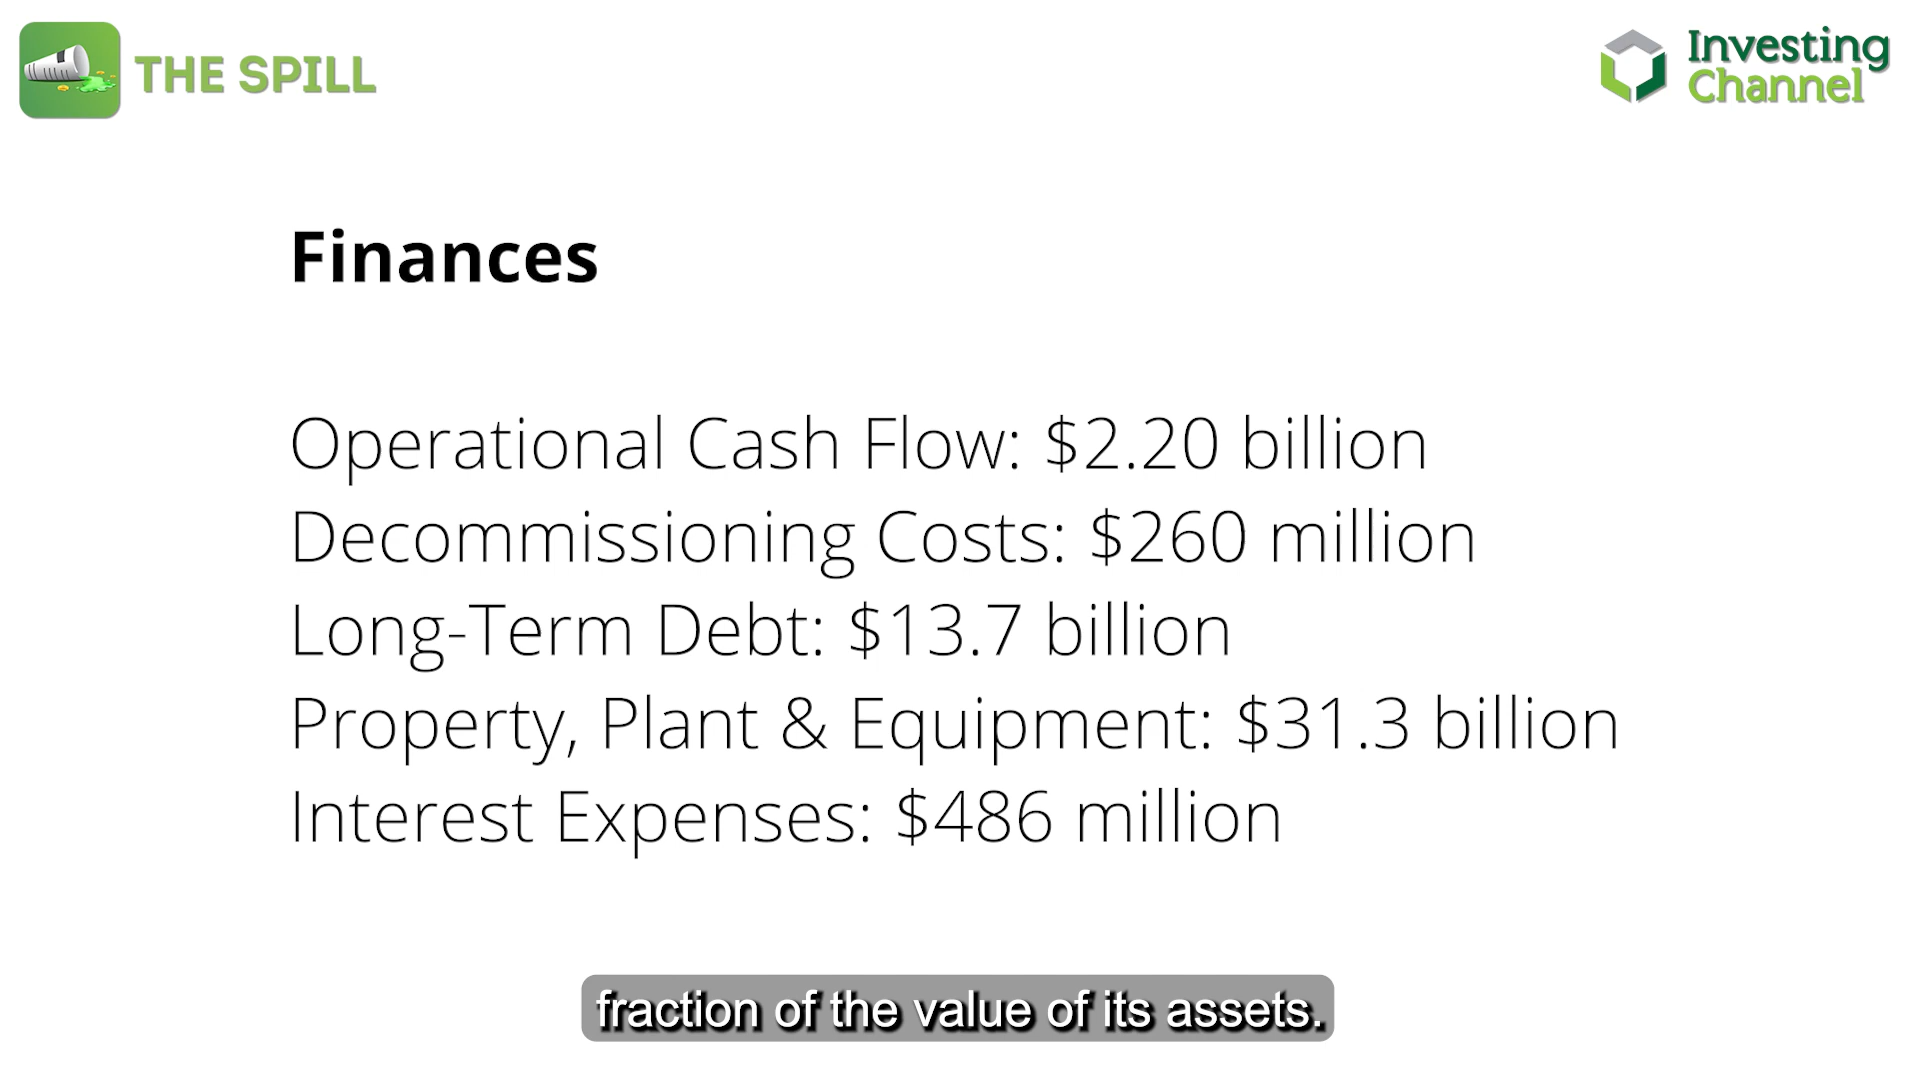 THE SPILL
Investing
Channel
Finances
Operational Cash Flow: $2.20 billion
Decommissioning Costs: $260 million
Long-Term Debt: $13.7 billion
Property, Plant & Equipment: $31.3 billion
Interest Expenses: $486 million
fraction of the value of its assets.